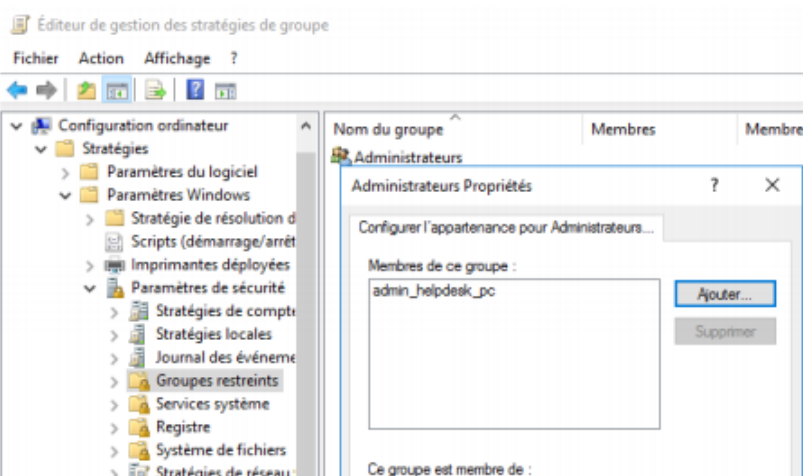 Éditeur de gestion des stratégies de groupe
Fichier Action Affichage ?
Configuration ordinateur
Stratégies
Paramètres du logiciel
Paramètres Windows
Stratégie de résolution d
Scripts (démarrage/arrêt
Imprimantes déployées
Paramètres de sécurité
Stratégies de compte
Stratégies locales
Journal des événeme
Groupes restreints
Services système
Registre
Système de fichiers
Stratégies de réseau
Nom du groupe Membres Membre
Administrateurs
Administrateurs Propriétés ?
Configurer l'appartenance pour Administrateurs...
Membres de ce groupe :
admin_helpdesk_pc
Ajouter...
Supprimer
Ce groupe est membre de :